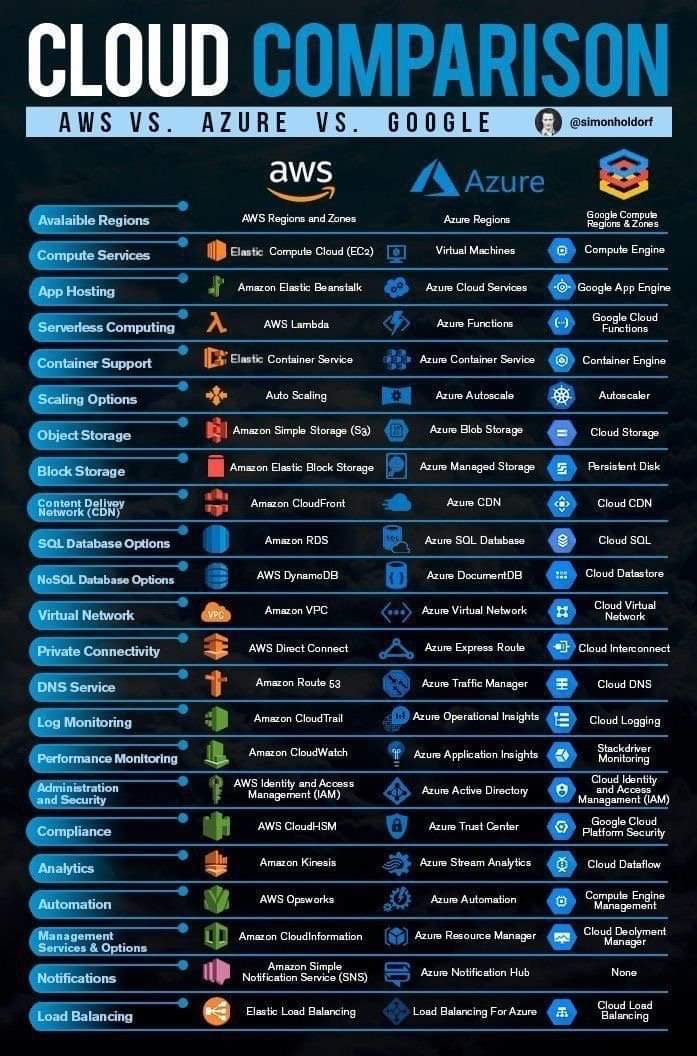 CLOUD COMPARISON
AWS VS. AZURE VS. GOOGLE @simonholdorf
aws Azure
Avalaible Regions AWS Regions and Zones Azure Regions Google Compute
Regions & Zones
Compute Services Elastic Compute Cloud (EC2) Virtual Machines Compute Engine
App Hosting Amazon Elastic Beanstalk Azure Cloud Services Google App Engine
Serverless Computing AWS Lambda Azure Functions Google Cloud
Functions
Container Support Elastic Container Service Azure Container Service Container Engine
Scaling Options Auto Scaling Azure Autoscale Autoscaler
Object Storage Amazon Simple Storage (S3) Azure Blob Storage Cloud Storage
Block Storage Amazon Elastic Block Storage Azure Managed Storage Persistent Disk
Content Delivey
Network (CDN) Amazon CloudFront Azure CDN Cloud CDN
SQL Database Options Amazon RDS SQL Azure SQL Database Cloud SQL
NoSQL Database Options AWS DynamoDB Azure DocumentDB Cloud Datastore
Virtual Network VPC Amazon VPC Azure Virtual Network Cloud Virtual
Network
Private Connectivity AWS Direct Connect Azure Express Route Cloud Interconnect
DNS Service Amazon Route 53 Azure Traffic Manager Cloud DNS
Log Monitoring Amazon CloudTrail Azure Operational Insights Cloud Logging
Performance Monitoring Amazon CloudWatch Azure Application Insights Stackdriver
Monitoring
Administration
and Security AWS Identity and Access
Management (IAM) Azure Active Directory Cloud Identity
and Access
Managament (IAM)
Compliance AWS CloudHSM Azure Trust Center Google Cloud
Platform Security
Analytics Amazon Kinesis Azure Stream Analytics Cloud Dataflow
Automation AWS Opsworks Azure Automation Compute Engine
Management
Management
Services & Options Amazon CloudInformation Azure Resource Manager Cloud Deolyment
Manager
Notifications Amazon Simple
Notification Service (SNS) Azure Notification Hub None
Load Balancing Elastic Load Balancing Load Balancing For Azure Cloud Load
Balancing